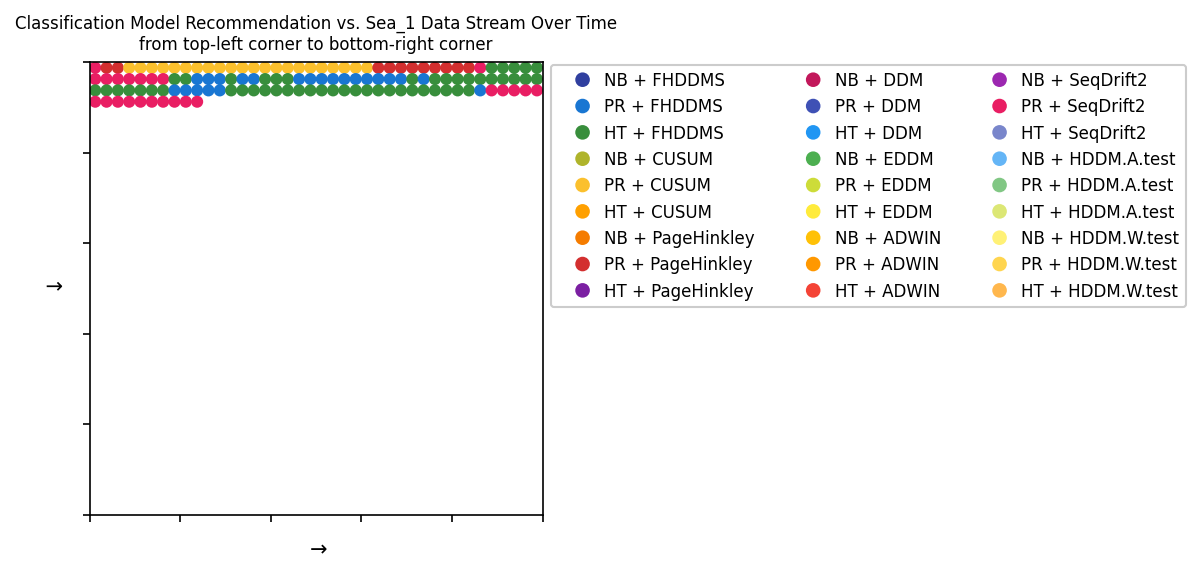 Classification Model Recommendation vs. Sea_1 Data Stream Over Time
from top-left corner to bottom-right corner
NB + FHDDMS
PR + FHDDMS
HT + FHDDMS
NB + CUSUM
PR + CUSUM
HT + CUSUM
NB + PageHinkley
PR + PageHinkley
HT + PageHinkley
NB + DDM
PR + DDM
HT + DDM
NB + EDDM
PR + EDDM
HT + EDDM
NB + ADWIN
PR + ADWIN
HT + ADWIN
NB + SeqDrift2
PR + SeqDrift2
HT + SeqDrift2
NB + HDDM.A.test
PR + HDDM.A.test
HT + HDDM.A.test
NB + HDDM.W.test
PR + HDDM.W.test
HT + HDDM.W.test
→
→